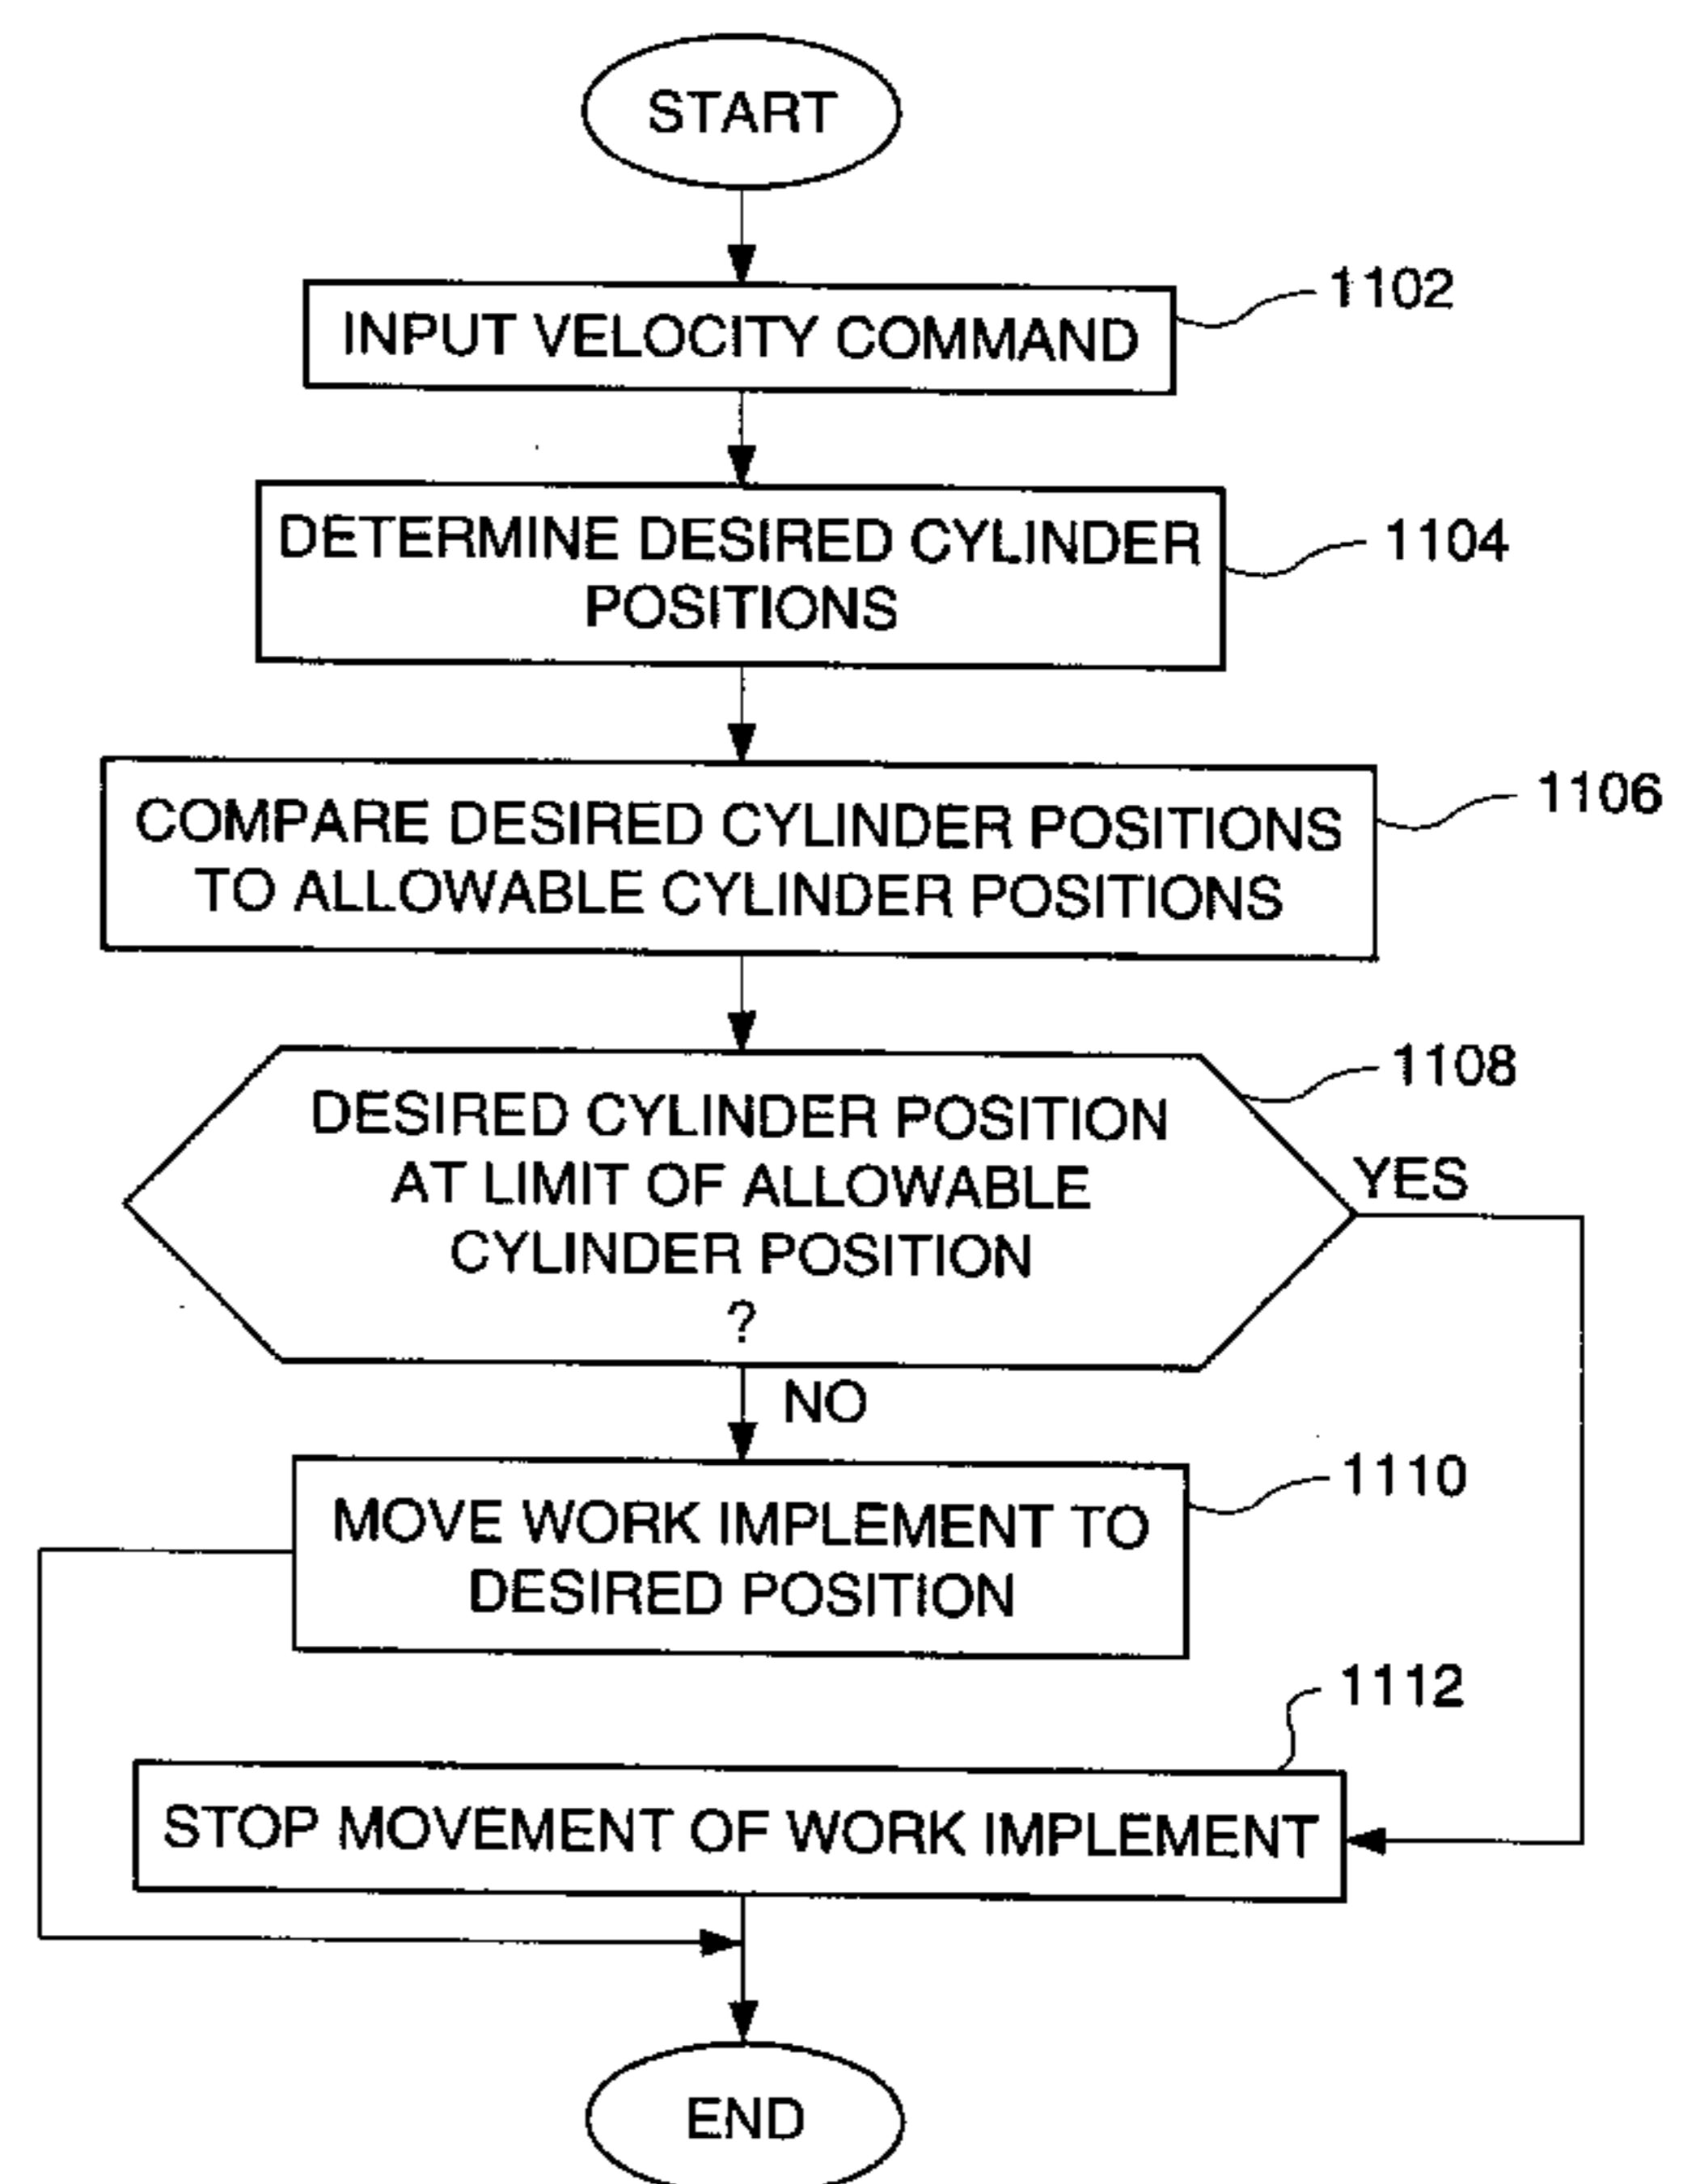 START
INPUT VELOCITY COMMAND
1102
DETERMINE DESIRED CYLINDER
POSITIONS
1104
COMPARE DESIRED CYLINDER POSITIONS
TO ALLOWABLE CYLINDER POSITIONS
1106
DESIRED CYLINDER POSITION
AT LIMIT OF ALLOWABLE
CYLINDER POSITION
?
1108
YES
NO
MOVE WORK IMPLEMENT TO
DESIRED POSITION
1110
STOP MOVEMENT OF WORK IMPLEMENT
1112
END